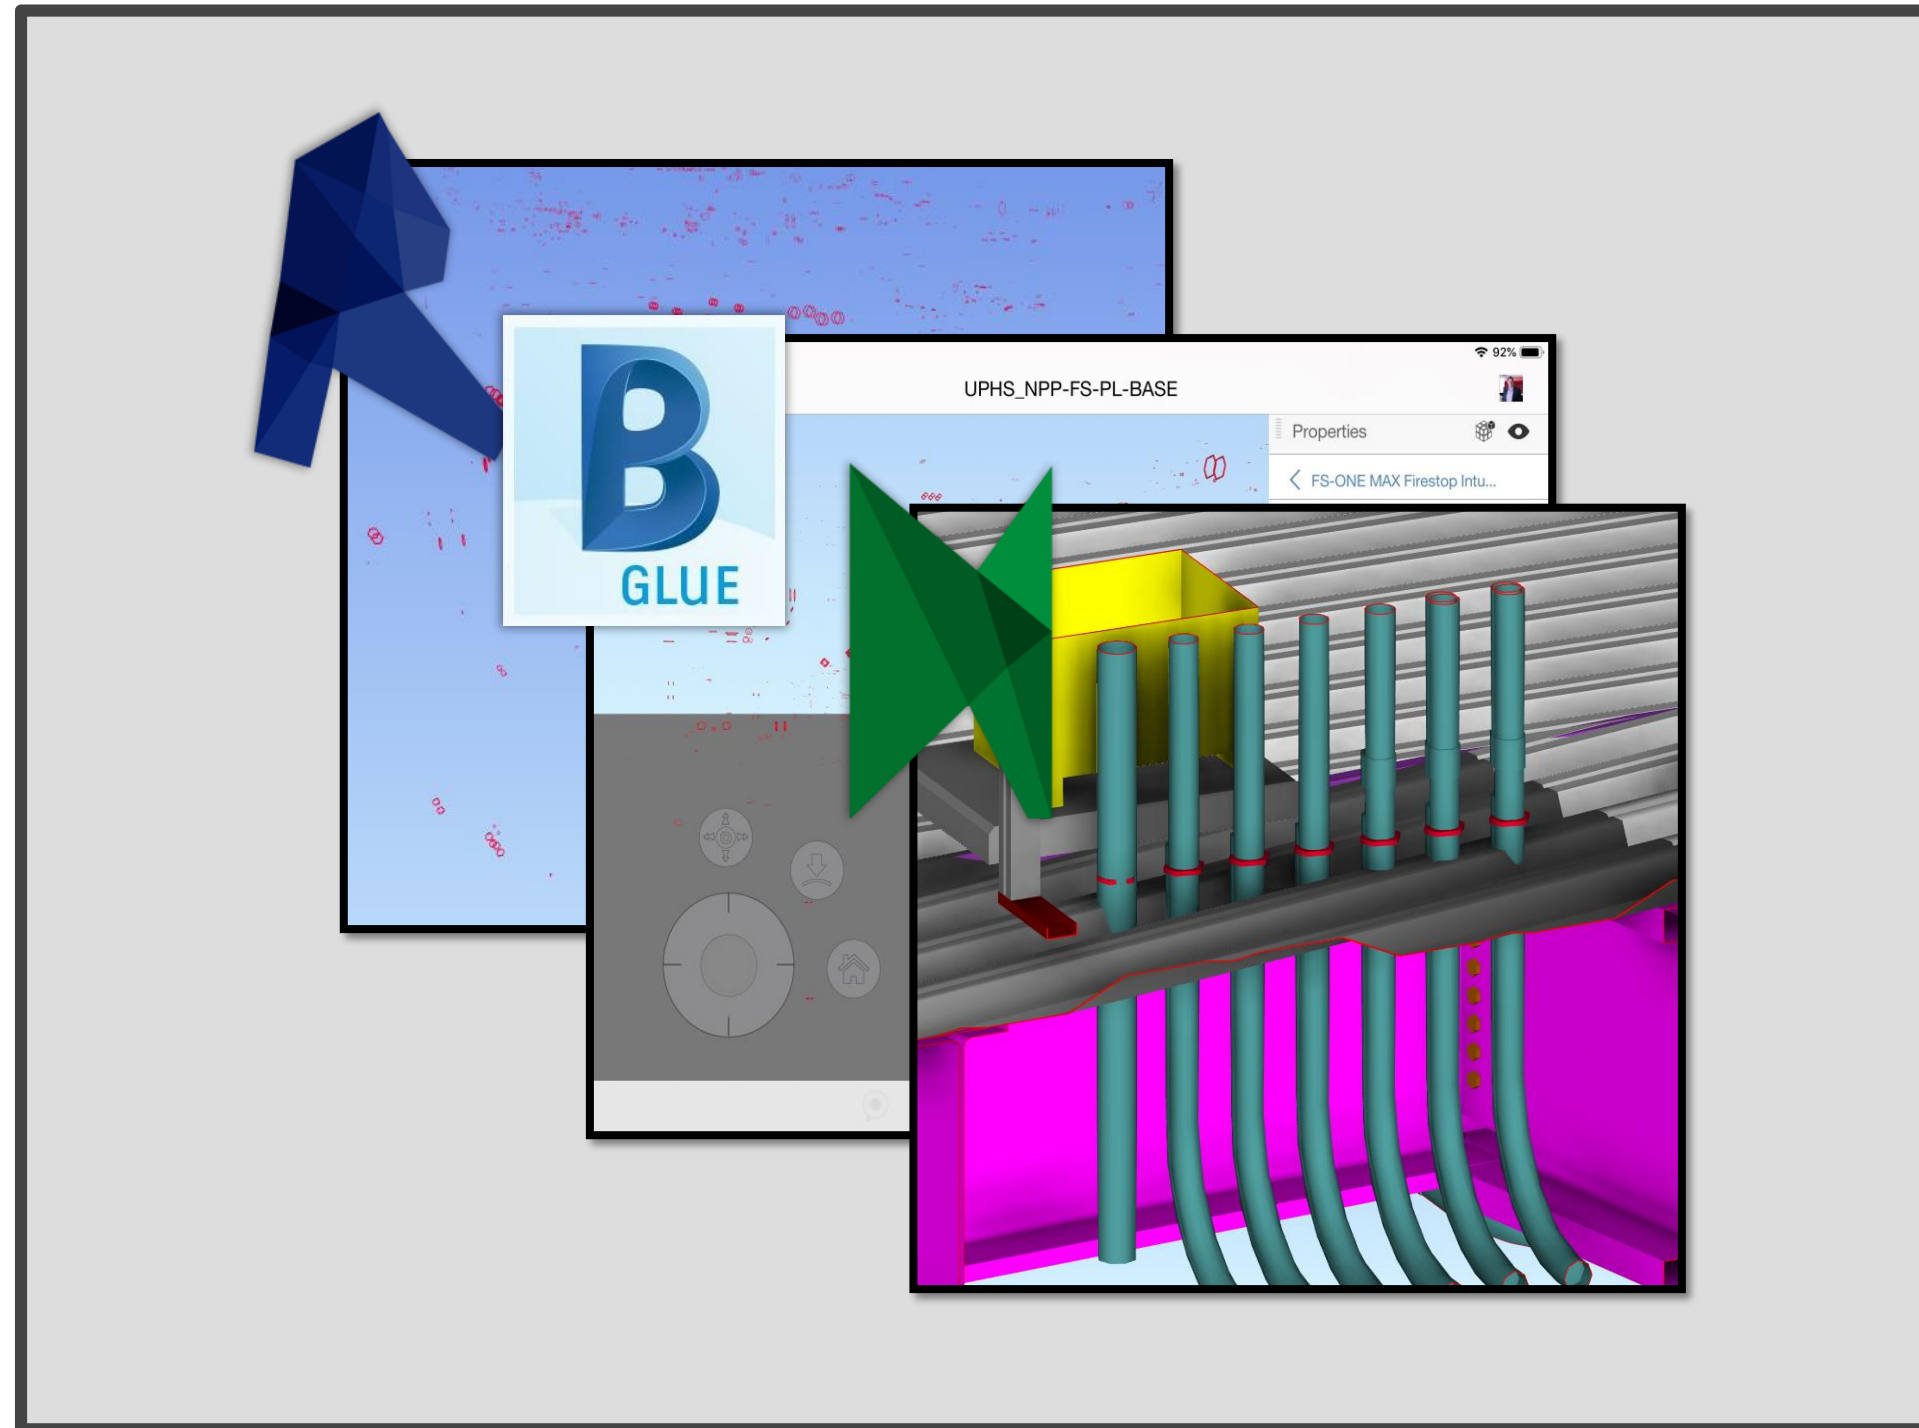 92%
UPHS_NPP-FS-PL-BASE
Properties
FS-ONE MAX Firestop Intu...
B
GLUE